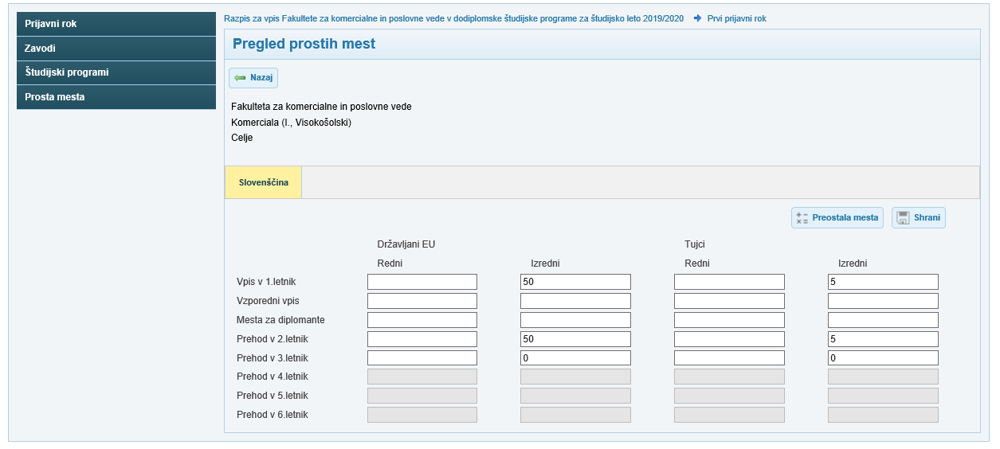 Prijavni rok
Zavodi
Študijski programi
Prosta mesta
Razpis za vpis Fakultete za komercialne in poslovne vede v dodiplomske študijske programe za študijsko leto 2019/2020 Prvi prijavni rok
Pregled prostih mest
Nazaj
Fakulteta za komercialne in poslovne vede
Komerciala (I., Visokošolski)
Celje
Slovenščina
Preostala mesta Shrani
Državljani EU Tujci
Redni Izredni Redni Izredni
Vpis v 1.letnik 50 5
Vzporedni vpis
Mesta za diplomante
Prehod v 2.letnik 50 5
Prehod v 3.letnik 0 0
Prehod v 4.letnik
Prehod v 5.letnik
Prehod v 6.letnik